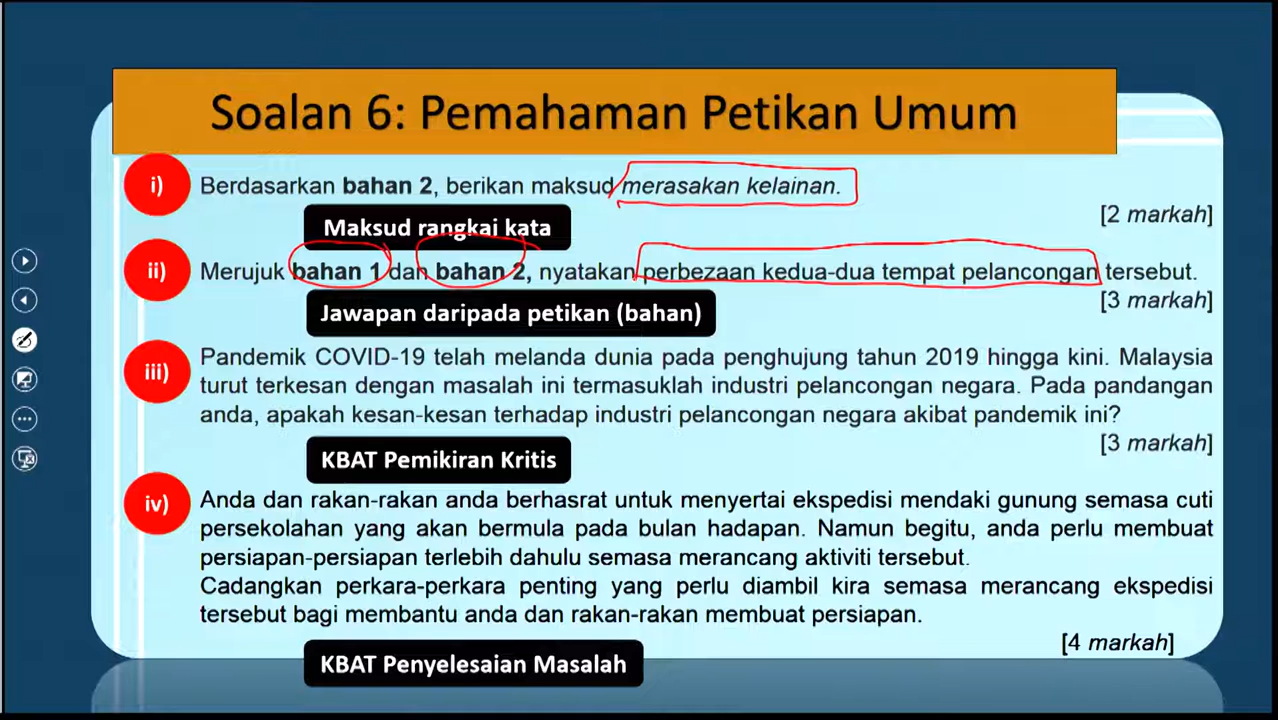 Soalan 6: Pemahaman Petikan Umum
i)
Berdasarkan bahan 2, berikan maksud merasakan kelainan.
[2 markah]
Maksud rangkai kata
ii)
Merujuk bahan 1 dan bahan 2, nyatakan perbezaan kedua-dua tempat pelancongan tersebut.
[3 markah]
Jawapan daripada petikan (bahan)
iii)
Pandemik COVID-19 telah melanda dunia pada penghujung tahun 2019 hingga kini. Malaysia
turut terkesan dengan masalah ini termasuklah industri pelancongan negara. Pada pandangan
anda, apakah kesan-kesan terhadap industri pelancongan negara akibat pandemik ini?
[3 markah]
KBAT Pemikiran Kritis
iv)
Anda dan rakan-rakan anda berhasrat untuk menyertai ekspedisi mendaki gunung semasa cuti
persekolahan yang akan bermula pada bulan hadapan. Namun begitu, anda perlu membuat
persiapan-persiapan terlebih dahulu semasa merancang aktiviti tersebut.
Cadangkan perkara-perkara penting yang perlu diambil kira semasa merancang ekspedisi
tersebut bagi membantu anda dan rakan-rakan membuat persiapan.
[4 markah]
KBAT Penyelesaian Masalah